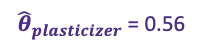 θ̂plasticizer = 0.56